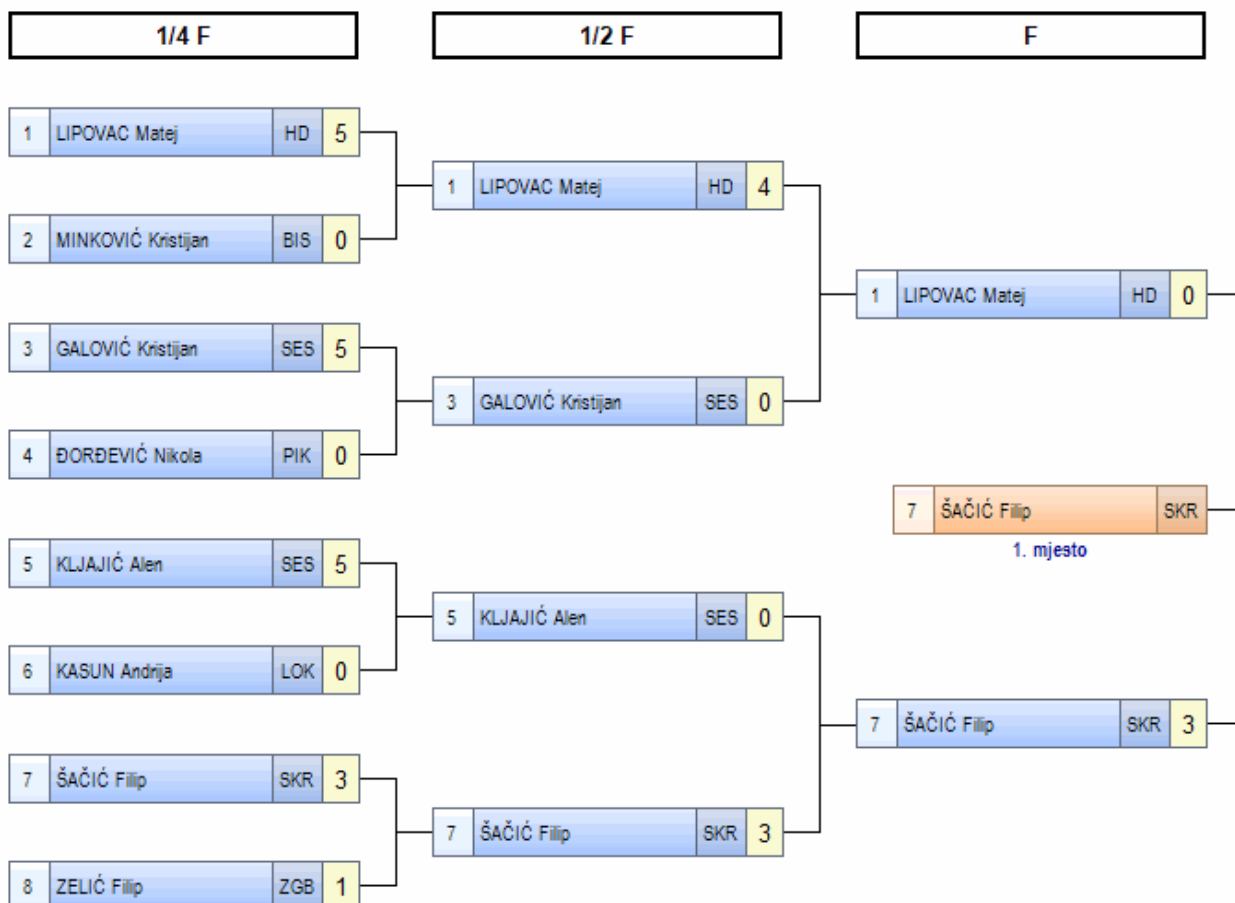 1/4 F 1/2 F F
1 LIPOVAC Matej HD 5
1 LIPOVAC Matej HD 4
2 MINKOVIĆ Kristijan BIS 0
1 LIPOVAC Matej HD 0
3 GALOVIĆ Kristijan SES 5
3 GALOVIĆ Kristijan SES 0
4 ĐORĐEVIĆ Nikola PIK 0
7 ŠAČIĆ Filip SKR
1. mjesto
5 KLJAJIĆ Alen SES 5
5 KLJAJIĆ Alen SES 0
6 KASUN Andrija LOK 0
7 ŠAČIĆ Filip SKR 3
7 ŠAČIĆ Filip SKR 3
7 ŠAČIĆ Filip SKR 3
8 ZELIĆ Filip ZGB 1